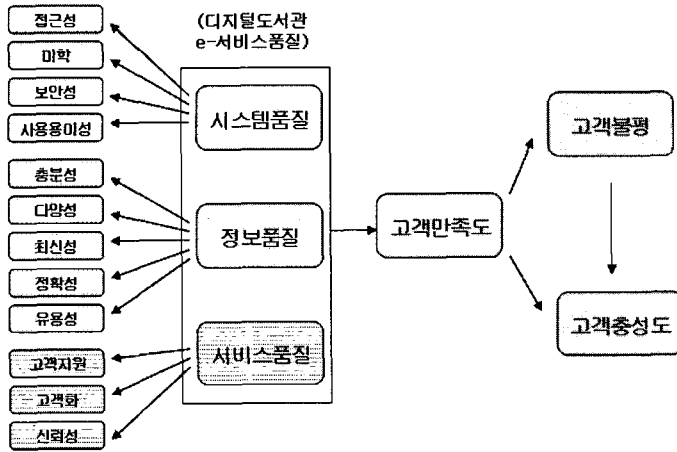 접근성
미학
보안성
사용용이성
충분성
다양성
최신성
정확성
유용성
고객지원
고객화
신뢰성
(디지털도서관
e-서비스품질)
시스템품질
정보품질
서비스품질
고객만족도
고객불평
고객충성도